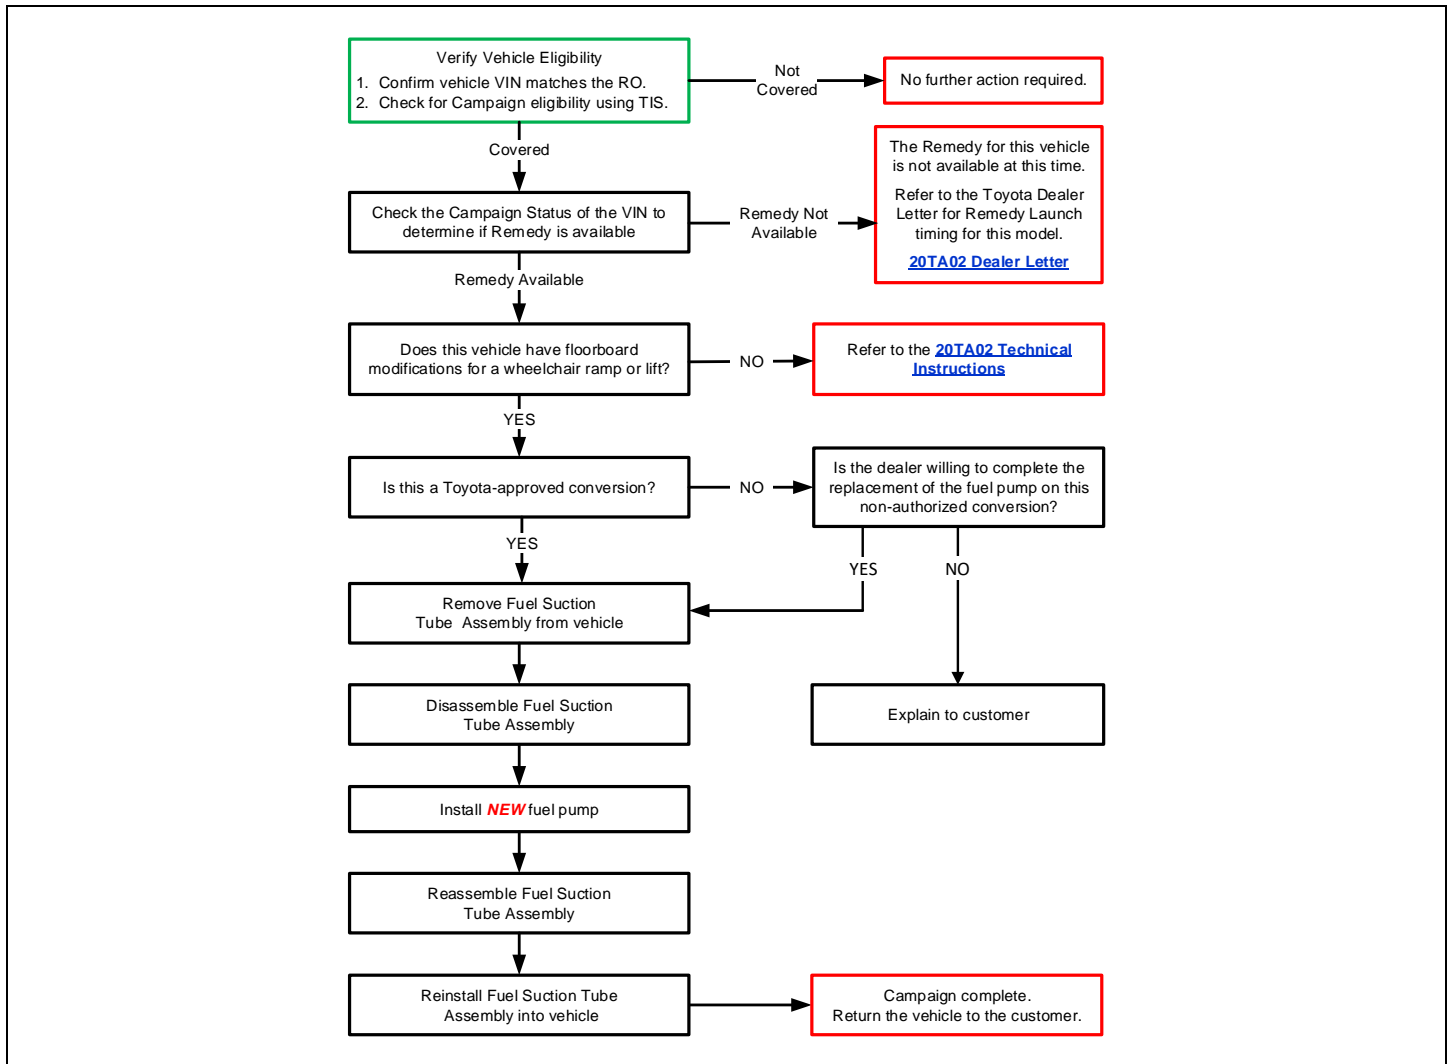 Verify Vehicle Eligibility
1. Confirm vehicle VIN matches the RO.
2. Check for Campaign eligibility using TIS.
Not
Covered
No further action required.
Covered
The Remedy for this vehicle
is not available at this time.
Refer to the Toyota Dealer
Letter for Remedy Launch
timing for this model.
20TA02 Dealer Letter
Check the Campaign Status of the VIN to
determine if Remedy is available
Remedy Not
Available
Remedy Available
Does this vehicle have floorboard
modifications for a wheelchair ramp or lift?
NO
Refer to the 20TA02 Technical
Instructions
YES
Is this a Toyota-approved conversion?
NO
Is the dealer willing to complete the
replacement of the fuel pump on this
non-authorized conversion?
YES
YES
NO
Remove Fuel Suction
Tube Assembly from vehicle
Disassemble Fuel Suction
Tube Assembly
Explain to customer
Install NEW fuel pump
Reassemble Fuel Suction
Tube Assembly
Reinstall Fuel Suction Tube
Assembly into vehicle
Campaign complete.
Return the vehicle to the customer.